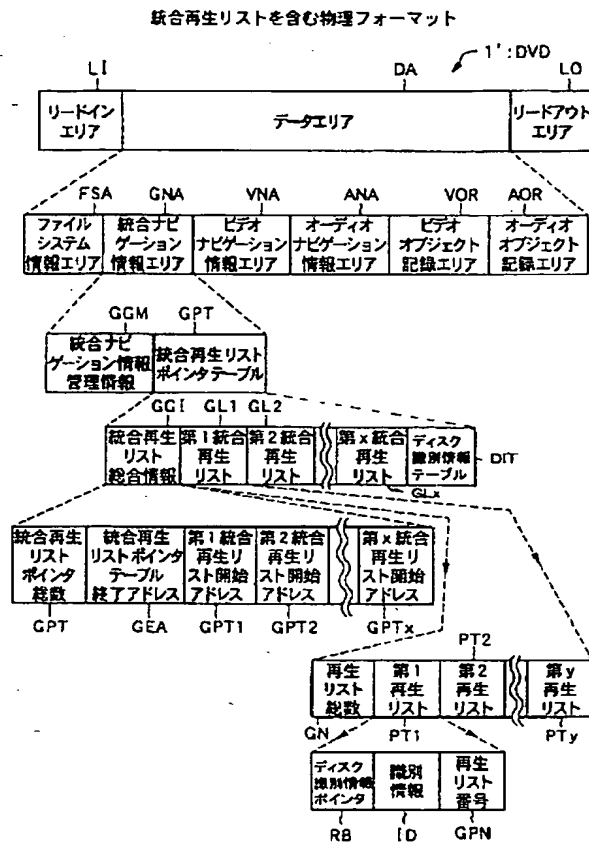 統合再生リストを含む物理フォーマット
1':DVD
LI
DA
LO
リードイン
エリア
データエリア
リードアウト
エリア
FSA
GNA
VNA
ANA
VOR
AOR
ファイル
システム
情報エリア
統合ナビ
ゲーション
情報エリア
ビデオ
ナビゲーション
情報エリア
オーディオ
ナビゲーション
情報エリア
ビデオ
オブジェクト
記録エリア
オーディオ
オブジェクト
記録エリア
GGM
GPT
統合ナビ
ゲーション情報
管理情報
統合再生リスト
ポインタテーブル
GGI
GL1
GL2
統合再生
リスト
総合情報
第1統合
再生
リスト
第2統合
再生
リスト
第x統合
再生
リスト
ディスク
識別情報
テーブル
DIT
GLx
統合再生
リスト
ポインタ
総数
統合再生
リストポインタ
テーブル
終了アドレス
第1統合
再生リ
スト開始
アドレス
第2統合
再生リ
スト開始
アドレス
第x統合
再生リ
スト開始
アドレス
GPT
GEA
GPT1
GPT2
GPTx
PT2
再生
リスト
総数
第1
再生
リスト
第2
再生
リスト
第y
再生
リスト
GN
PT1
PTy
ディスク
識別情報
ポインタ
識別
情報
再生
リスト
番号
RB
ID
GPN